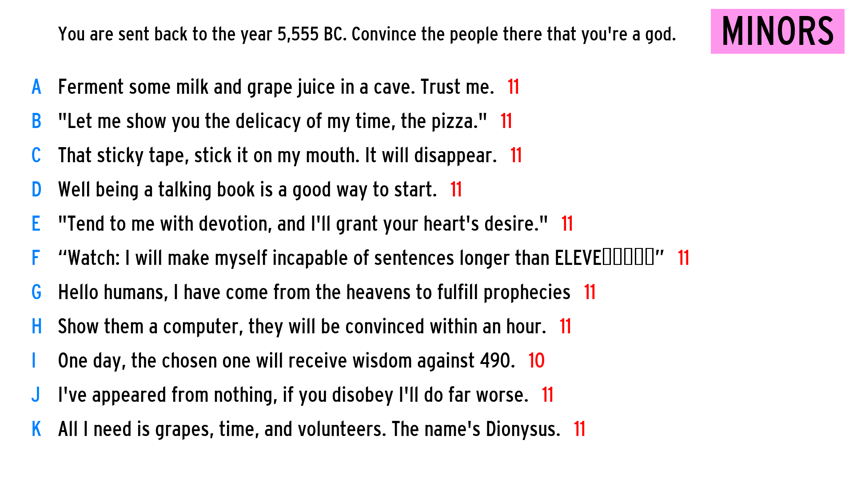 You are sent back to the year 5,555 BC. Convince the people there that you're a god. MINORS
A Ferment some milk and grape juice in a cave. Trust me. 11
B "Let me show you the delicacy of my time, the pizza." 11
C That sticky tape, stick it on my mouth. It will disappear. 11
D Well being a talking book is a good way to start. 11
E "Tend to me with devotion, and I'll grant your heart's desire." 11
F “Watch: I will make myself incapable of sentences longer than ELEVE▯▯▯▯▯” 11
G Hello humans, I have come from the heavens to fulfill prophecies 11
H Show them a computer, they will be convinced within an hour. 11
I One day, the chosen one will receive wisdom against 490. 10
J I've appeared from nothing, if you disobey I'll do far worse. 11
K All I need is grapes, time, and volunteers. The name's Dionysus. 11